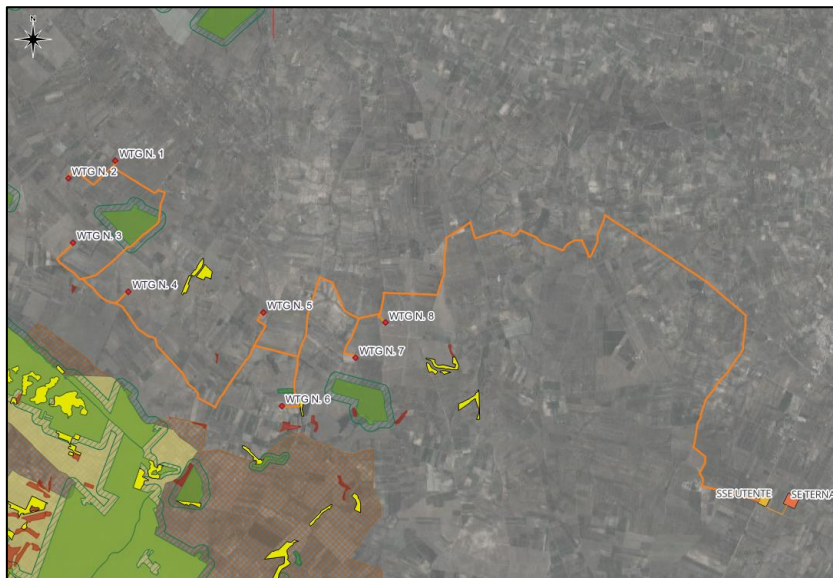 N
WTG N. 1
WTG N. 2
WTG N. 3
WTG N. 4
WTG N. 5
WTG N. 8
WTG N. 7
WTG N. 6
SSE UTENTE
SE TERNA